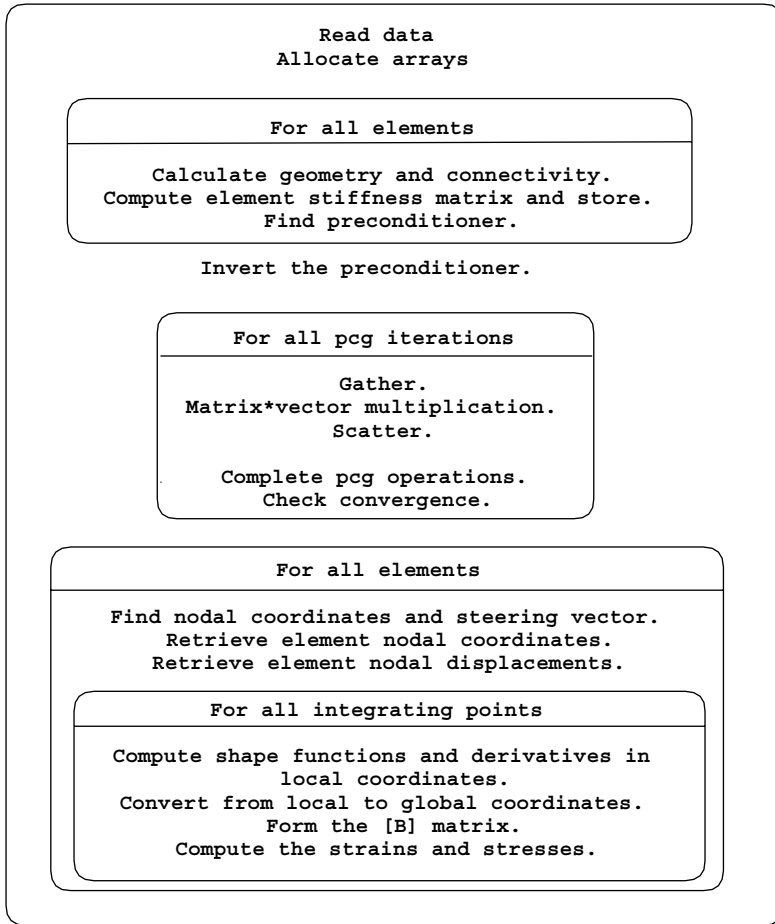 Read data
Allocate arrays
For all elements
Calculate geometry and connectivity.
Compute element stiffness matrix and store.
Find preconditioner.
Invert the preconditioner.
For all pcg iterations
Gather.
Matrix*vector multiplication.
Scatter.
Complete pcg operations.
Check convergence.
For all elements
Find nodal coordinates and steering vector.
Retrieve element nodal coordinates.
Retrieve element nodal displacements.
For all integrating points
Compute shape functions and derivatives in
local coordinates.
Convert from local to global coordinates.
Form the [B] matrix.
Compute the strains and stresses.